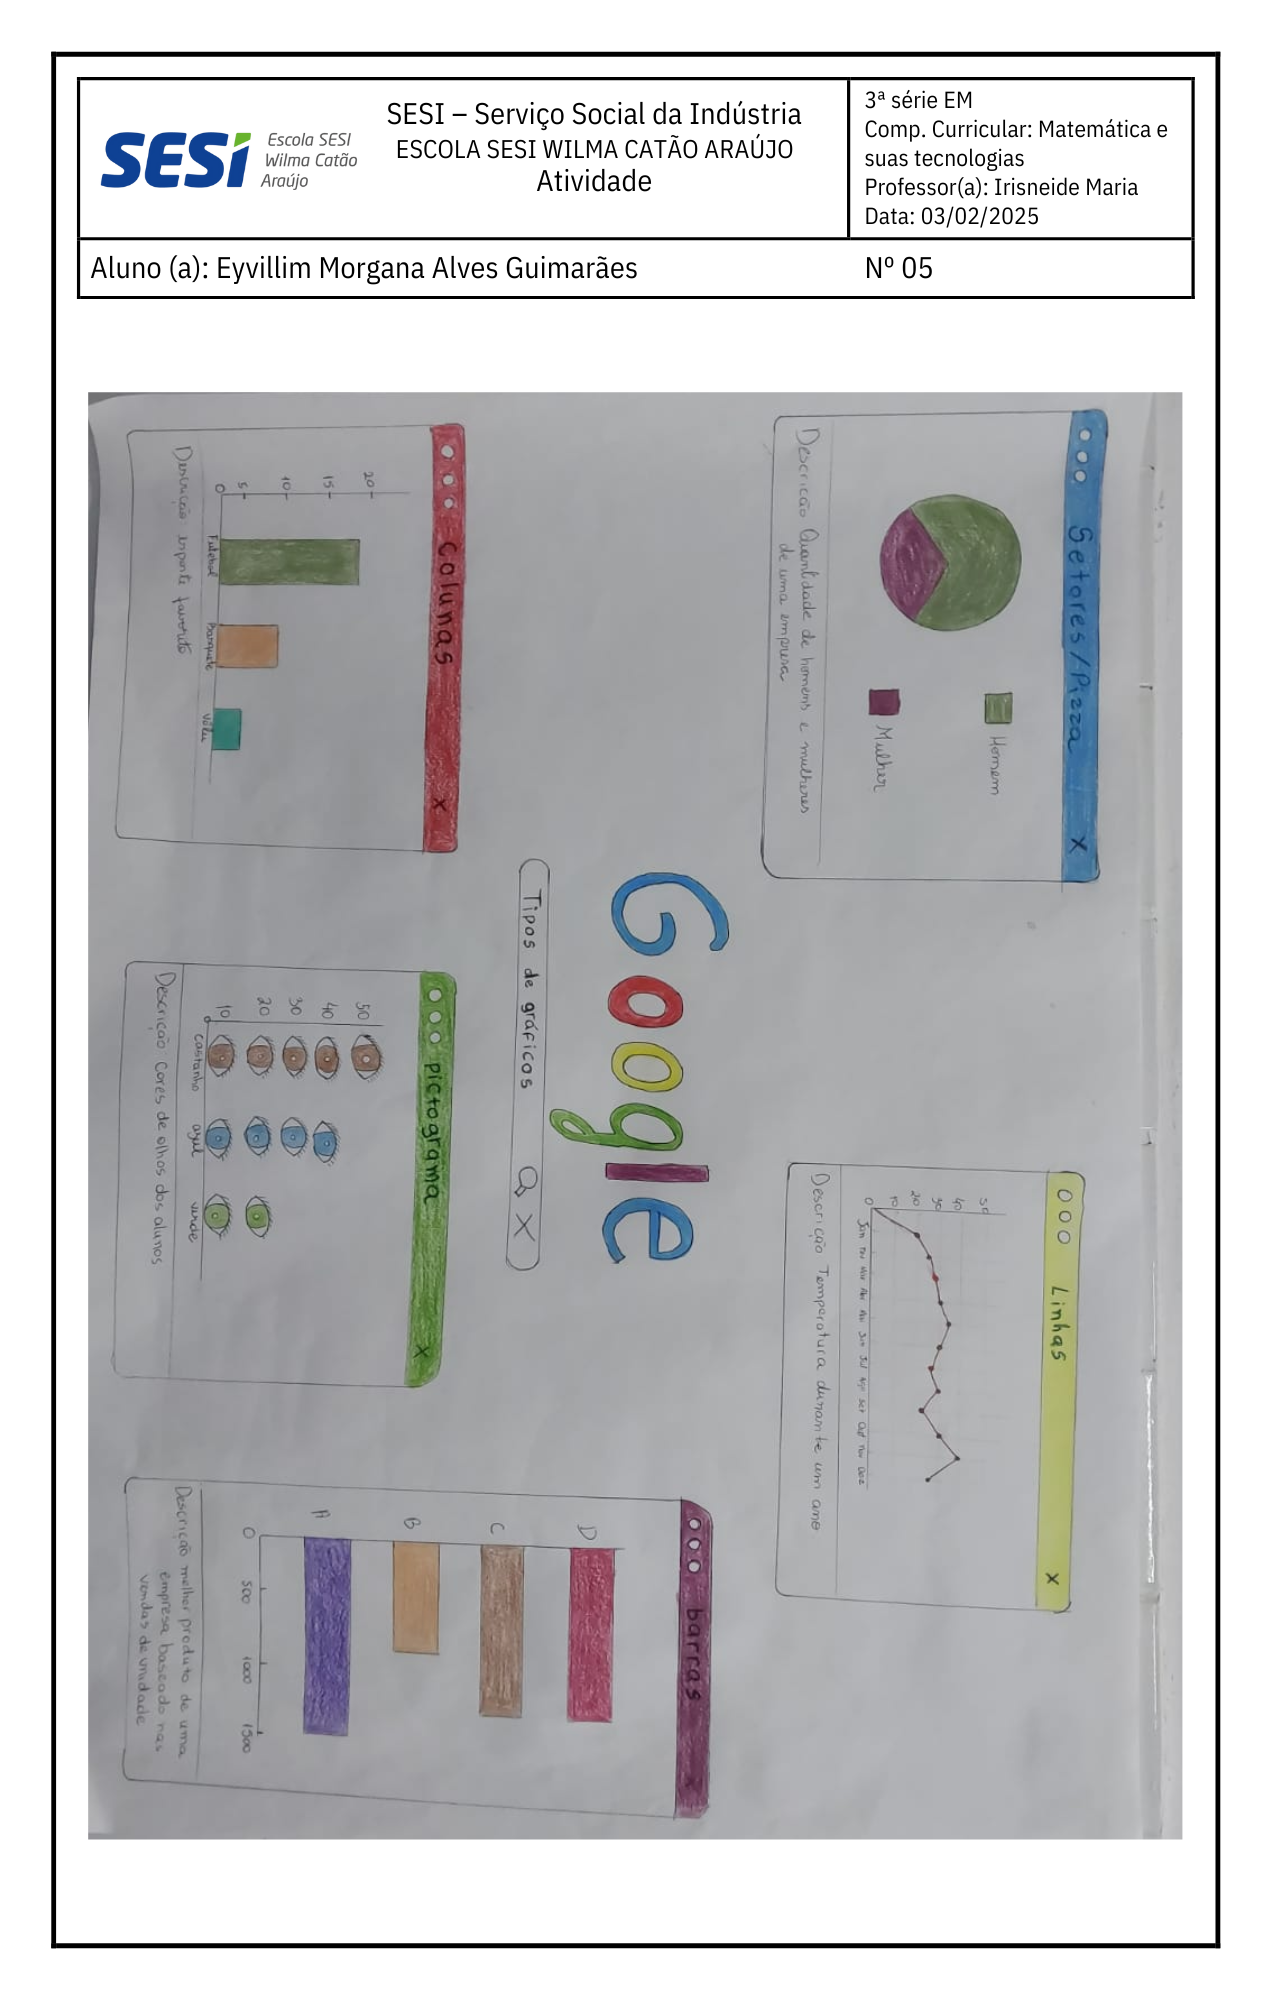 SESI
Escola SESI
Wilma Catão
Araújo
SESI – Serviço Social da Indústria
ESCOLA SESI WILMA CATÃO ARAÚJO
Atividade
3ª série EM
Comp. Curricular: Matemática e
suas tecnologias
Professor(a): Irisneide Maria
Data: 03/02/2025
Aluno (a): Eyvillim Morgana Alves Guimarães
Nº 05
Setores/Pizza X
Homem
Mulher
Descricão Quantidade de homens e mulheres
de uma empresa
Linhas X
50
40
30
20
10
0
Jan Fev Mar Abr Mai Jun Jul Ago Set Out Nov Dez
Descrição Temperatura durante um ano
Google
Tipos de gráficos X
Colunas X
20
15
10
5
0
Futebol Basquete Vôlei
Descrição esporte favorito
pictograma X
50
40
30
20
10
castanho azul verde
Descrição Cores de olhos dos alunos
barras X
D
C
B
A
0 500 1000 1500
Descrição melhor produto de uma
empresa baseado nas
vendas de unidade